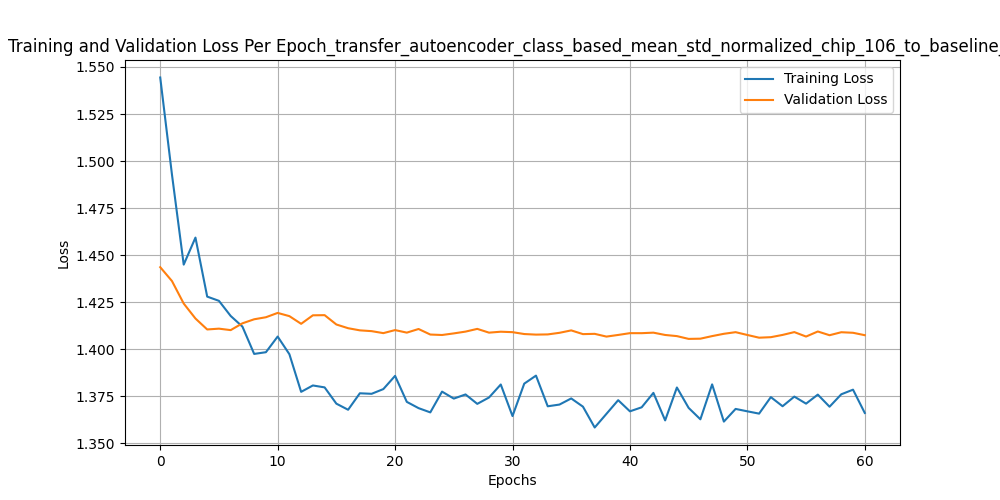 Training and Validation Loss Per Epoch_transfer_autoencoder_class_based_mean_std_normalized_chip_106_to_baseline_
1.550
1.525
1.500
1.475
1.450
1.425
1.400
1.375
1.350
Loss
Training Loss
Validation Loss
0 10 20 30 40 50 60
Epochs